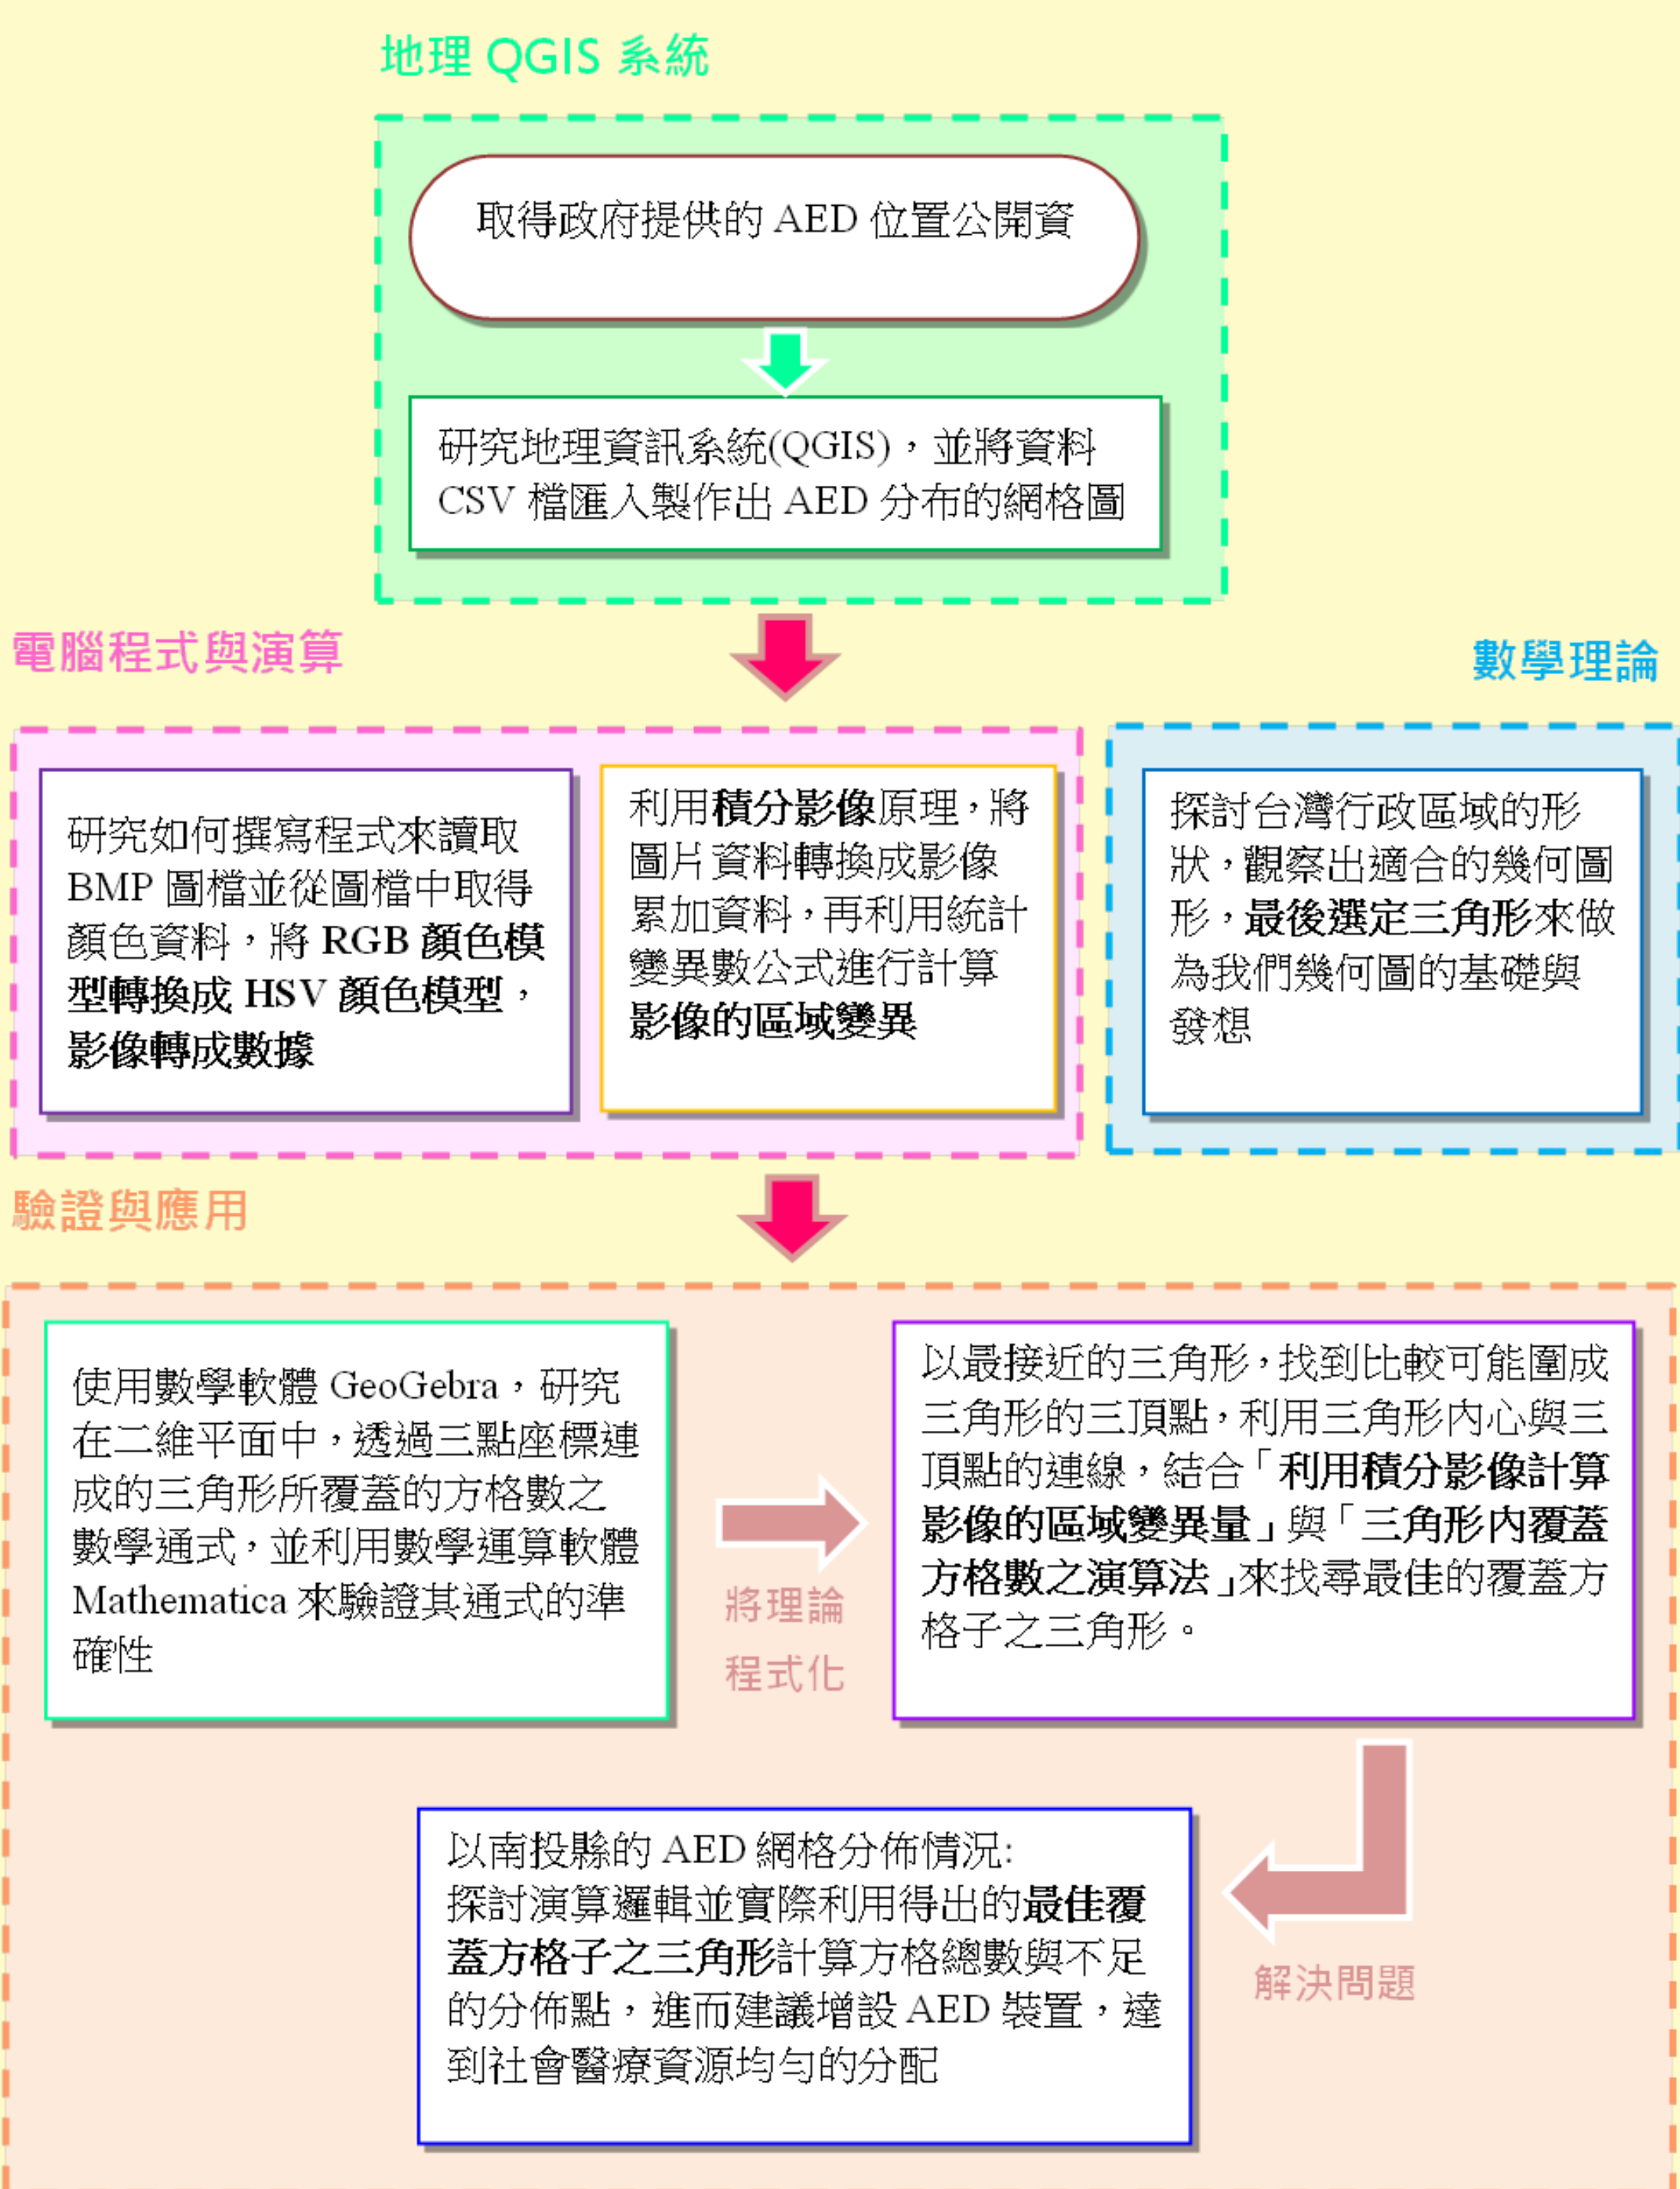 地理 QGIS 系統
取得政府提供的 AED 位置公開資
研究地理資訊系統(QGIS)，並將資料
CSV 檔匯入製作出 AED 分布的網格圖
電腦程式與演算
數學理論
研究如何撰寫程式來讀取
BMP 圖檔並從圖檔中取得
顏色資料，將 RGB 顏色模
型轉換成 HSV 顏色模型，
影像轉成數據
利用積分影像原理，將
圖片資料轉換成影像
累加資料，再利用統計
變異數公式進行計算
影像的區域變異
探討台灣行政區域的形
狀，觀察出適合的幾何圖
形，最後選定三角形來做
為我們幾何圖的基礎與
發想
驗證與應用
使用數學軟體 GeoGebra，研究
在二維平面中，透過三點座標連
成的三角形所覆蓋的方格數之
數學通式，並利用數學運算軟體
Mathematica 來驗證其通式的準
確性
將理論
程式化
以最接近的三角形，找到比較可能圍成
三角形的三頂點，利用三角形內心與三
頂點的連線，結合「利用積分影像計算
影像的區域變異量」與「三角形內覆蓋
方格數之演算法」來找尋最佳的覆蓋方
格子之三角形。
解決問題
以南投縣的 AED 網格分佈情況:
探討演算邏輯並實際利用得出的最佳覆
蓋方格子之三角形計算方格總數與不足
的分佈點，進而建議增設 AED 裝置，達
到社會醫療資源均勻的分配